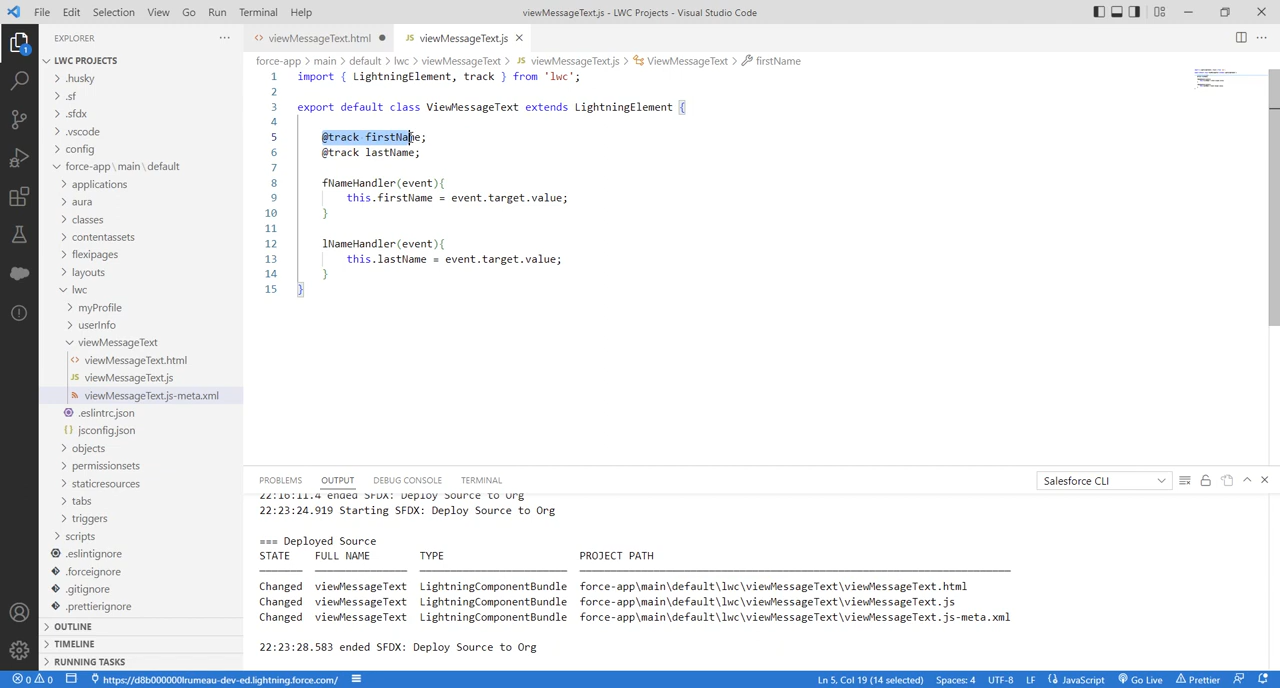 File Edit Selection View Go Run Terminal Help
viewMessageText.js - LWC Projects - Visual Studio Code
EXPLORER
LWC PROJECTS
.husky
.sf
.sfdx
.vscode
config
force-app \ main \ default
applications
aura
classes
contentassets
flexipages
layouts
lwc
myProfile
userInfo
viewMessageText
viewMessageText.html
viewMessageText.js
viewMessageText.js-meta.xml
.eslintrc.json
jsconfig.json
objects
permissionsets
staticresources
tabs
triggers
scripts
.eslintignore
.forceignore
.gitignore
.prettierignore
OUTLINE
TIMELINE
RUNNING TASKS
viewMessageText.html
JS viewMessageText.js
force-app > main > default > lwc > viewMessageText > JS viewMessageText.js > ViewMessageText > firstName
1 import { LightningElement, track } from 'lwc';
2
3 export default class ViewMessageText extends LightningElement {
4
5 @track firstName;
6 @track lastName;
7
8 fNameHandler(event){
9 this.firstName = event.target.value;
10 }
11
12 lNameHandler(event){
13 this.lastName = event.target.value;
14 }
15 }
PROBLEMS OUTPUT DEBUG CONSOLE TERMINAL
Salesforce CLI
22:16:11.4 ended SFDX: Deploy Source to Org
22:23:24.919 Starting SFDX: Deploy Source to Org
=== Deployed Source
STATE FULL NAME TYPE PROJECT PATH
Changed viewMessageText LightningComponentBundle force-app\main\default\lwc\viewMessageText\viewMessageText.html
Changed viewMessageText LightningComponentBundle force-app\main\default\lwc\viewMessageText\viewMessageText.js
Changed viewMessageText LightningComponentBundle force-app\main\default\lwc\viewMessageText\viewMessageText.js-meta.xml
22:23:28.583 ended SFDX: Deploy Source to Org
0 0 https://d8b000000lrumeau-dev-ed.lightning.force.com/ Ln 5, Col 19 (14 selected) Spaces: 4 UTF-8 LF JavaScript Go Live Prettier